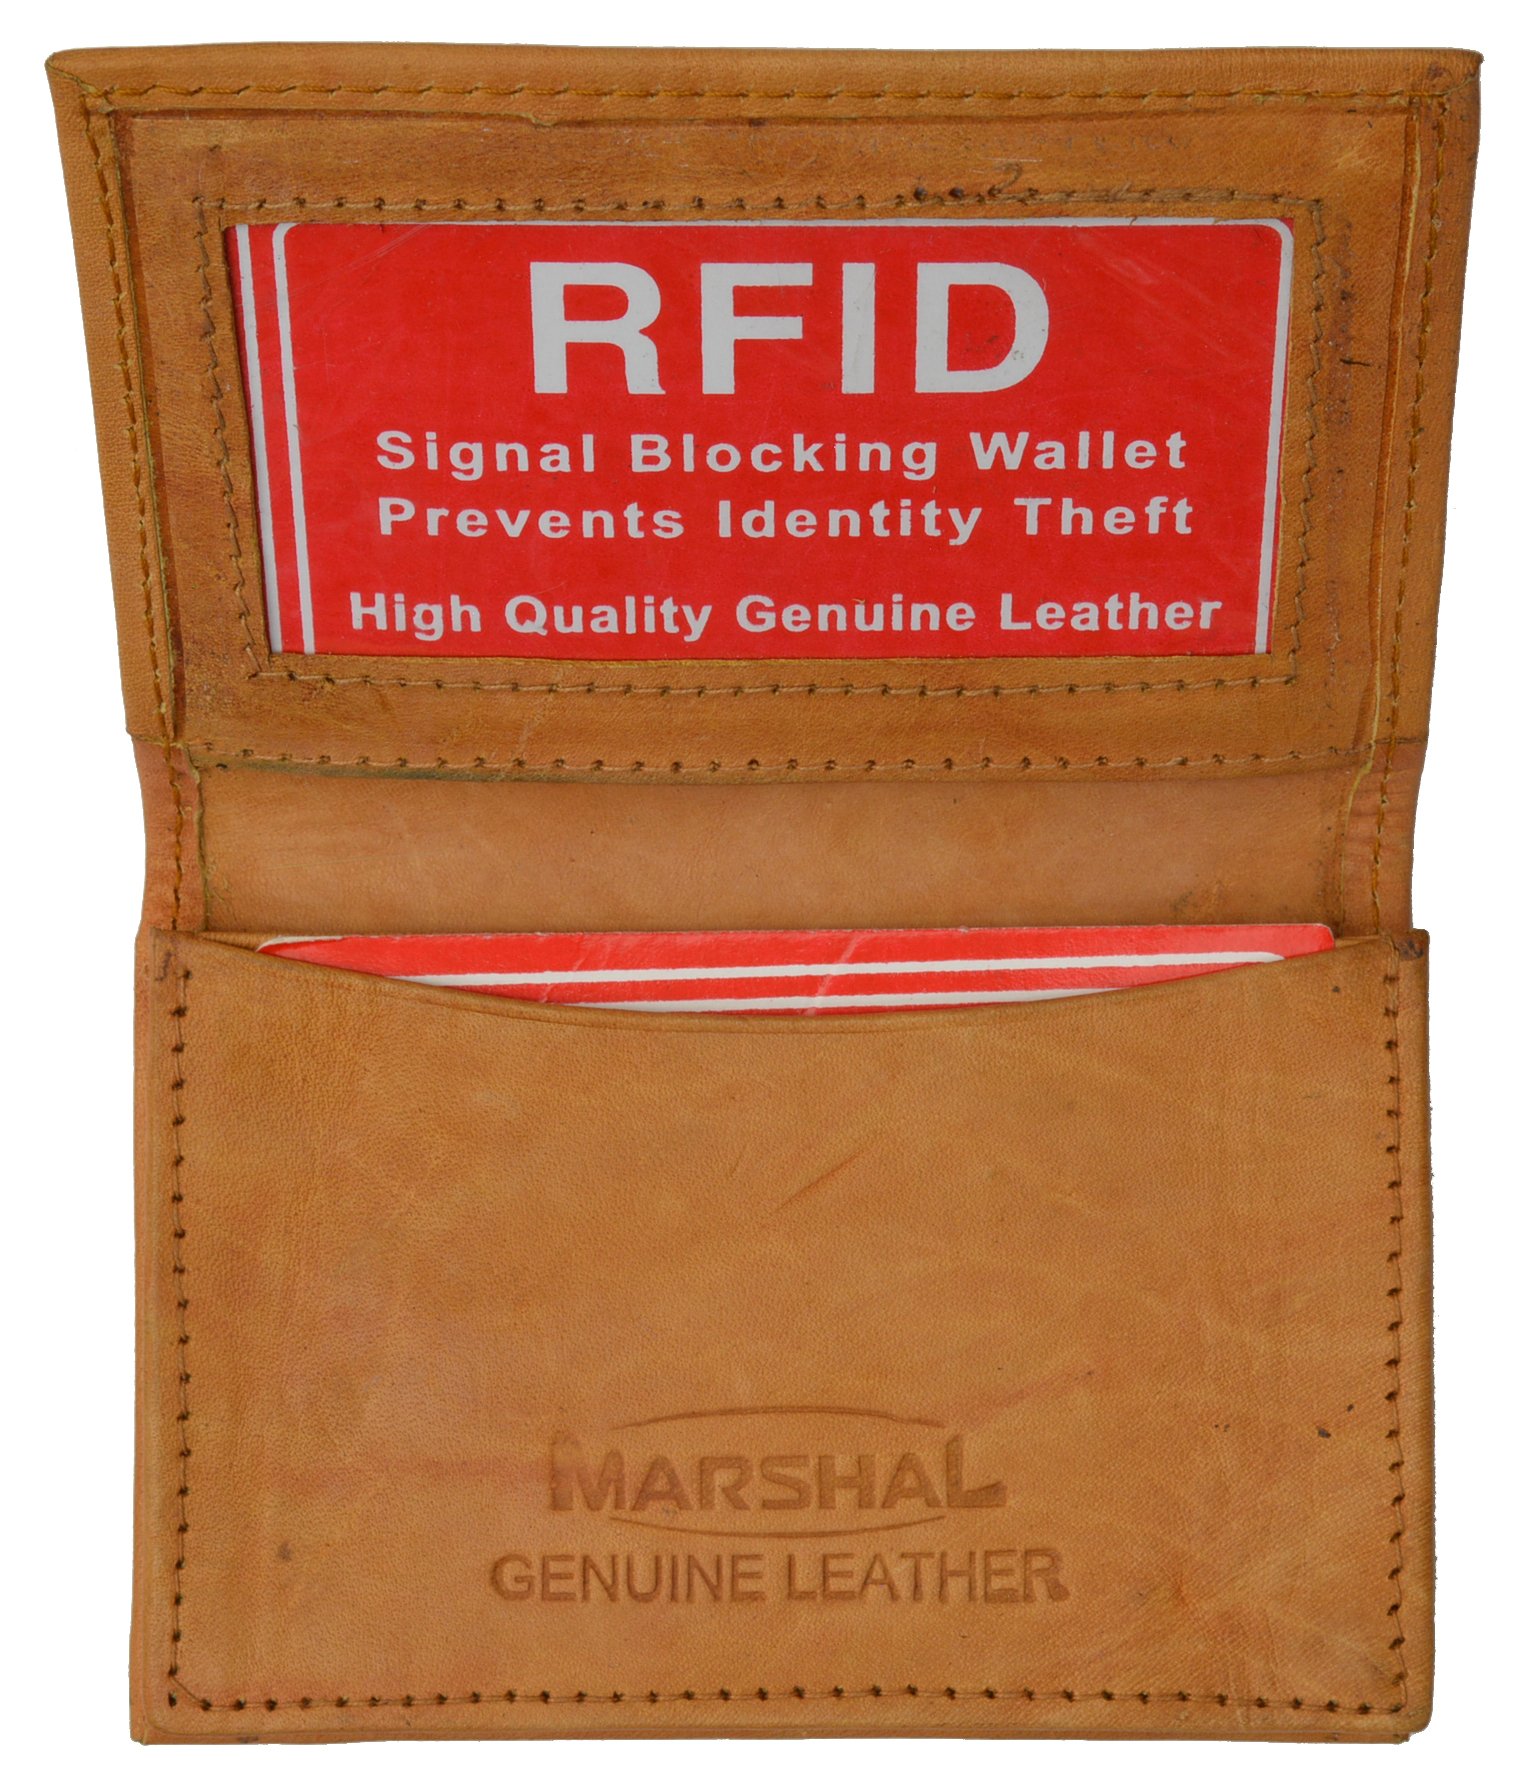 RFID
Signal Blocking Wallet
Prevents Identity Theft
High Quality Genuine Leather
MARSHAL
GENUINE LEATHER